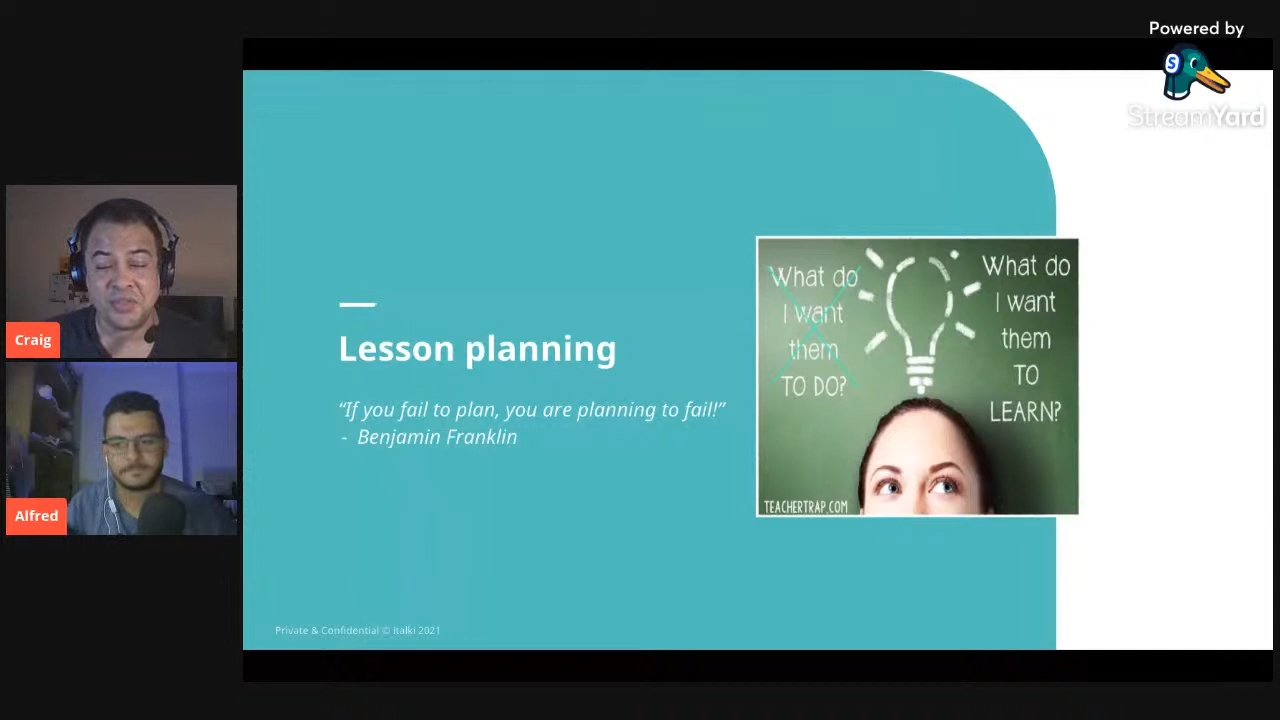 Powered by
StreamYard
Craig
Alfred
Lesson planning
“If you fail to plan, you are planning to fail!”
- Benjamin Franklin
What do
I want
them
TO DO?
What do
I want
them
TO
LEARN?
TEACHERTRAP.COM
Private & Confidential © italki 2021